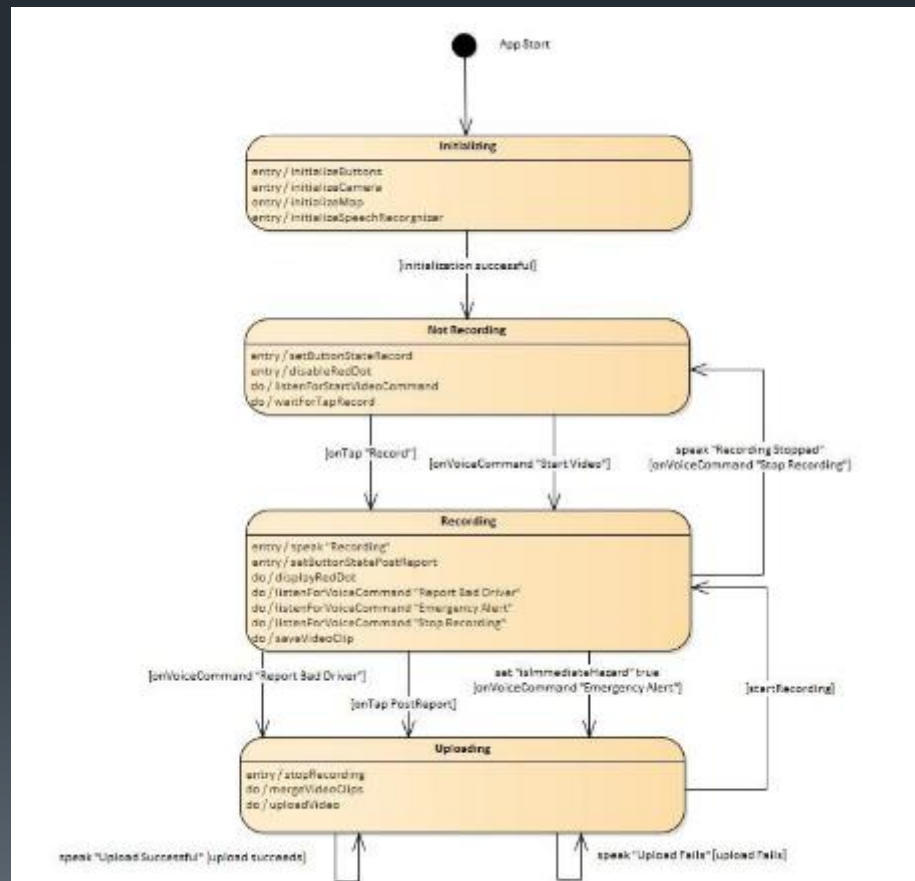 App Start
Initializing
entry / initializeButtons
entry / initializeCamera
entry / initializeMap
entry / initializeSpeechRecorgnizer
[initialization successful]
Not Recording
entry / setButtonStateRecord
entry / disableRedDot
do / listenForStartVideoCommand
do / waitForTapRecord
[onTap "Record"]
[onVoiceCommand "Start Video"]
speak "Recording Stopped"
[onVoiceCommand "Stop Recording"]
Recording
entry / speak "Recording"
entry / setButtonStatePostReport
do / displayRedDot
do / listenForVoiceCommand "Report Bad Driver"
do / listenForVoiceCommand "Emergency Alert"
do / listenForVoiceCommand "Stop Recording"
do / saveVideoClip
[onVoiceCommand "Report Bad Driver"]
[onTap PostReport]
set "isImmediateHazard" true
[onVoiceCommand "Emergency Alert"]
[startRecording]
Uploading
entry / stopRecording
do / mergeVideoClips
do / uploadVideo
speak "Upload Successful" [upload succeeds]
speak "Upload Fails" [upload Fails]